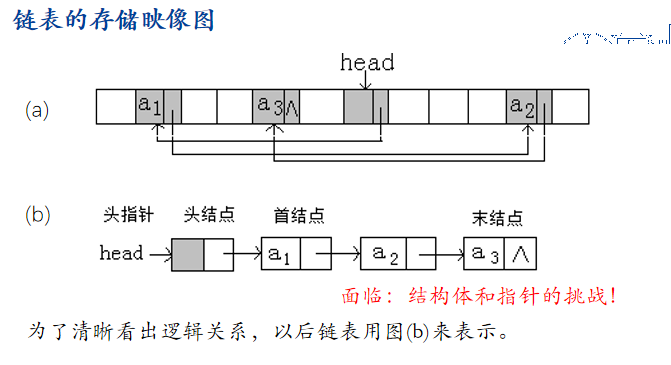 链表的存储映像图
head
(a) a1 a3 ∧ a2
(b) 头指针 头结点 首结点 末结点
head a1 a2 a3 ∧
面临：结构体和指针的挑战！
为了清晰看出逻辑关系，以后链表用图(b)来表示。